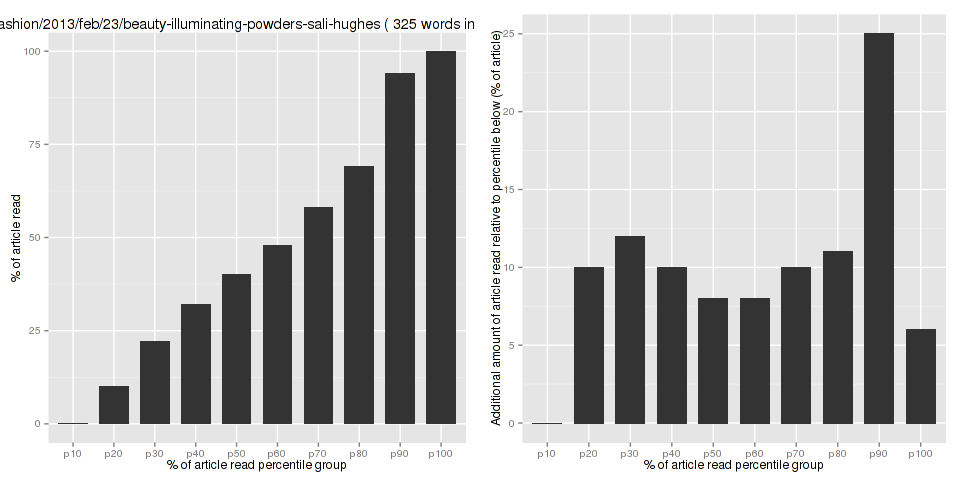 ashion/2013/feb/23/beauty-illuminating-powders-sali-hughes ( 325 words in
% of article read
100
75
50
25
0
p10 p20 p30 p40 p50 p60 p70 p80 p90 p100
% of article read percentile group
Additional amount of article read relative to percentile below (% of article)
25
20
15
10
5
0
p10 p20 p30 p40 p50 p60 p70 p80 p90 p100
% of article read percentile group